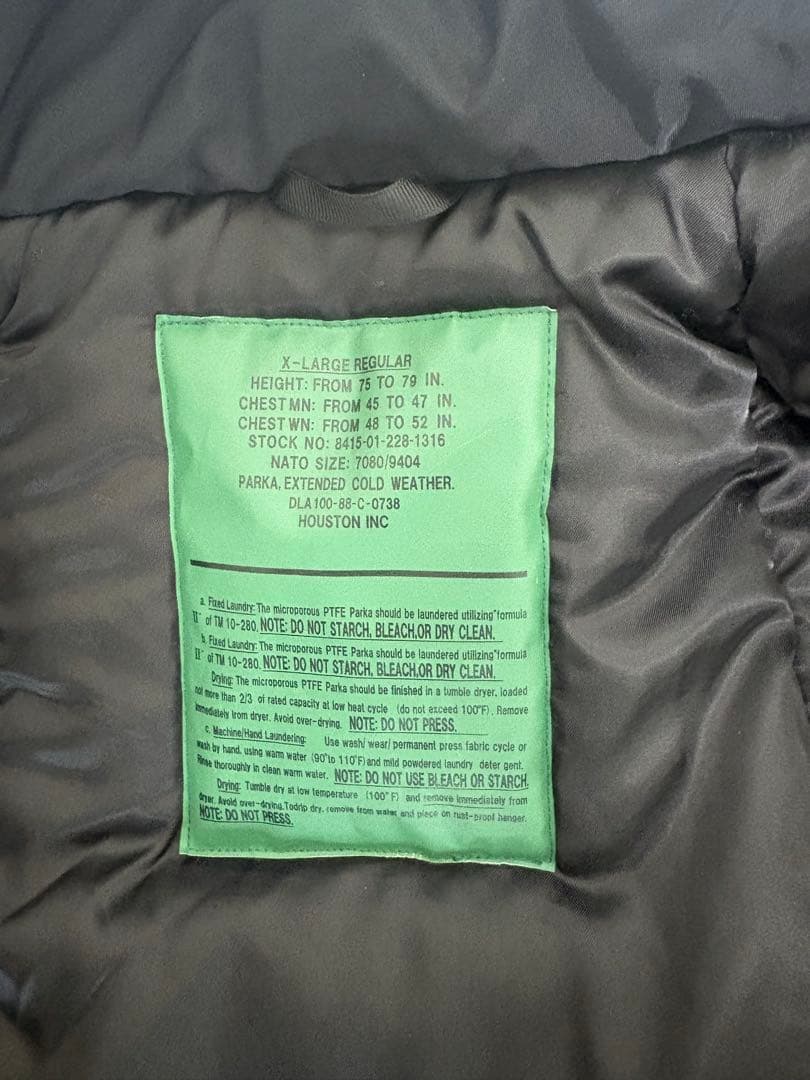 X-LARGE REGULAR
HEIGHT: FROM 75 TO 79 IN.
CHEST MN: FROM 45 TO 47 IN.
CHEST WN: FROM 48 TO 52 IN.
STOCK NO: 8415-01-228-1316
NATO SIZE: 7080/9404
PARKA, EXTENDED COLD WEATHER.
DLA100-88-C-0738
HOUSTON INC
a. Fixed Laundry: The microporous PTFE Parka should be laundered utilizing"formula
II" of TM 10-280. NOTE: DO NOT STARCH, BLEACH,OR DRY CLEAN.
b. Fixed Laundry: The microporous PTFE Parka should be laundered utilizing"formula
II" of TM 10-280. NOTE: DO NOT STARCH, BLEACH,OR DRY CLEAN.
Drying: The microporous PTFE Parka should be finished in a tumble dryer, loaded
not more than 2/3 of rated capacity at low heat cycle (do not exceed 100°F). Remove
immediately from dryer. Avoid over-drying. NOTE: DO NOT PRESS.
c. Machine/Hand Laundering: Use wash/wear/permanent press fabric cycle or
wash by hand, using warm water (90°to 110°F) and mild powdered laundry deter gent.
Rinse thoroughly in clean warm water. NOTE: DO NOT USE BLEACH OR STARCH.
Drying: Tumble dry at low temperature (100°F) and remove immediately from
dryer. Avoid over-drying. Todrip dry, remove from water and place on rust-proof hanger.
NOTE: DO NOT PRESS.